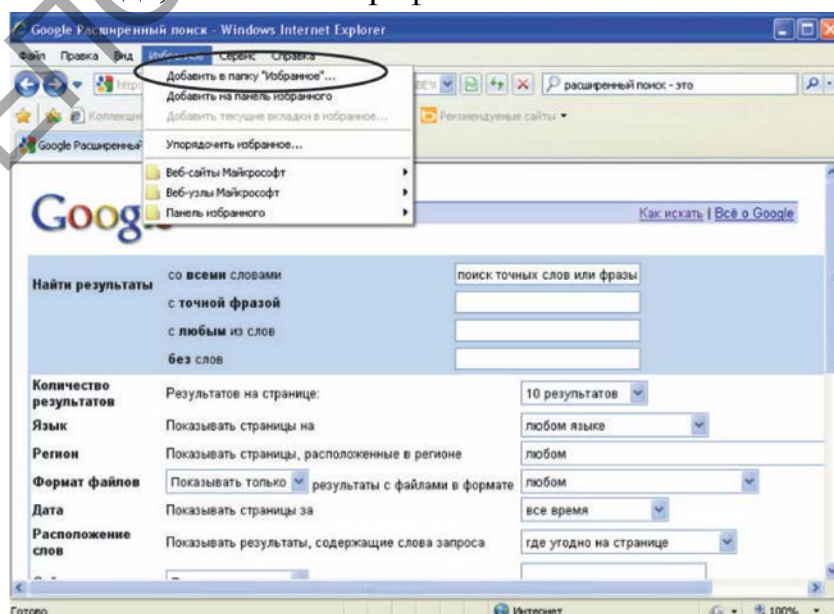 Google Расширенный поиск - Windows Internet Explorer
Файл Правка Вид Избранное Сервис Справка
Добавить в папку "Избранное"...
Добавить на панель избранного
Добавить текущие вкладки в избранное...
Упорядочить избранное...
Веб-сайты Майкрософт
Веб-узлы Майкрософт
Панель избранного
http
расширенный поиск - это
Рекомендуемые сайты
Google Расширенный
Google
Как искать | Всё о Google
Найти результаты
со всеми словами поиск точных слов или фразы
с точной фразой
с любым из слов
без слов
Количество результатов Результатов на странице: 10 результатов
Язык Показывать страницы на любом языке
Регион Показывать страницы, расположенные в регионе любом
Формат файлов Показывать только результаты с файлами в формате любом
Дата Показывать страницы за все время
Расположение слов Показывать результаты, содержащие слова запроса где угодно на странице
Готово Интернет 100%